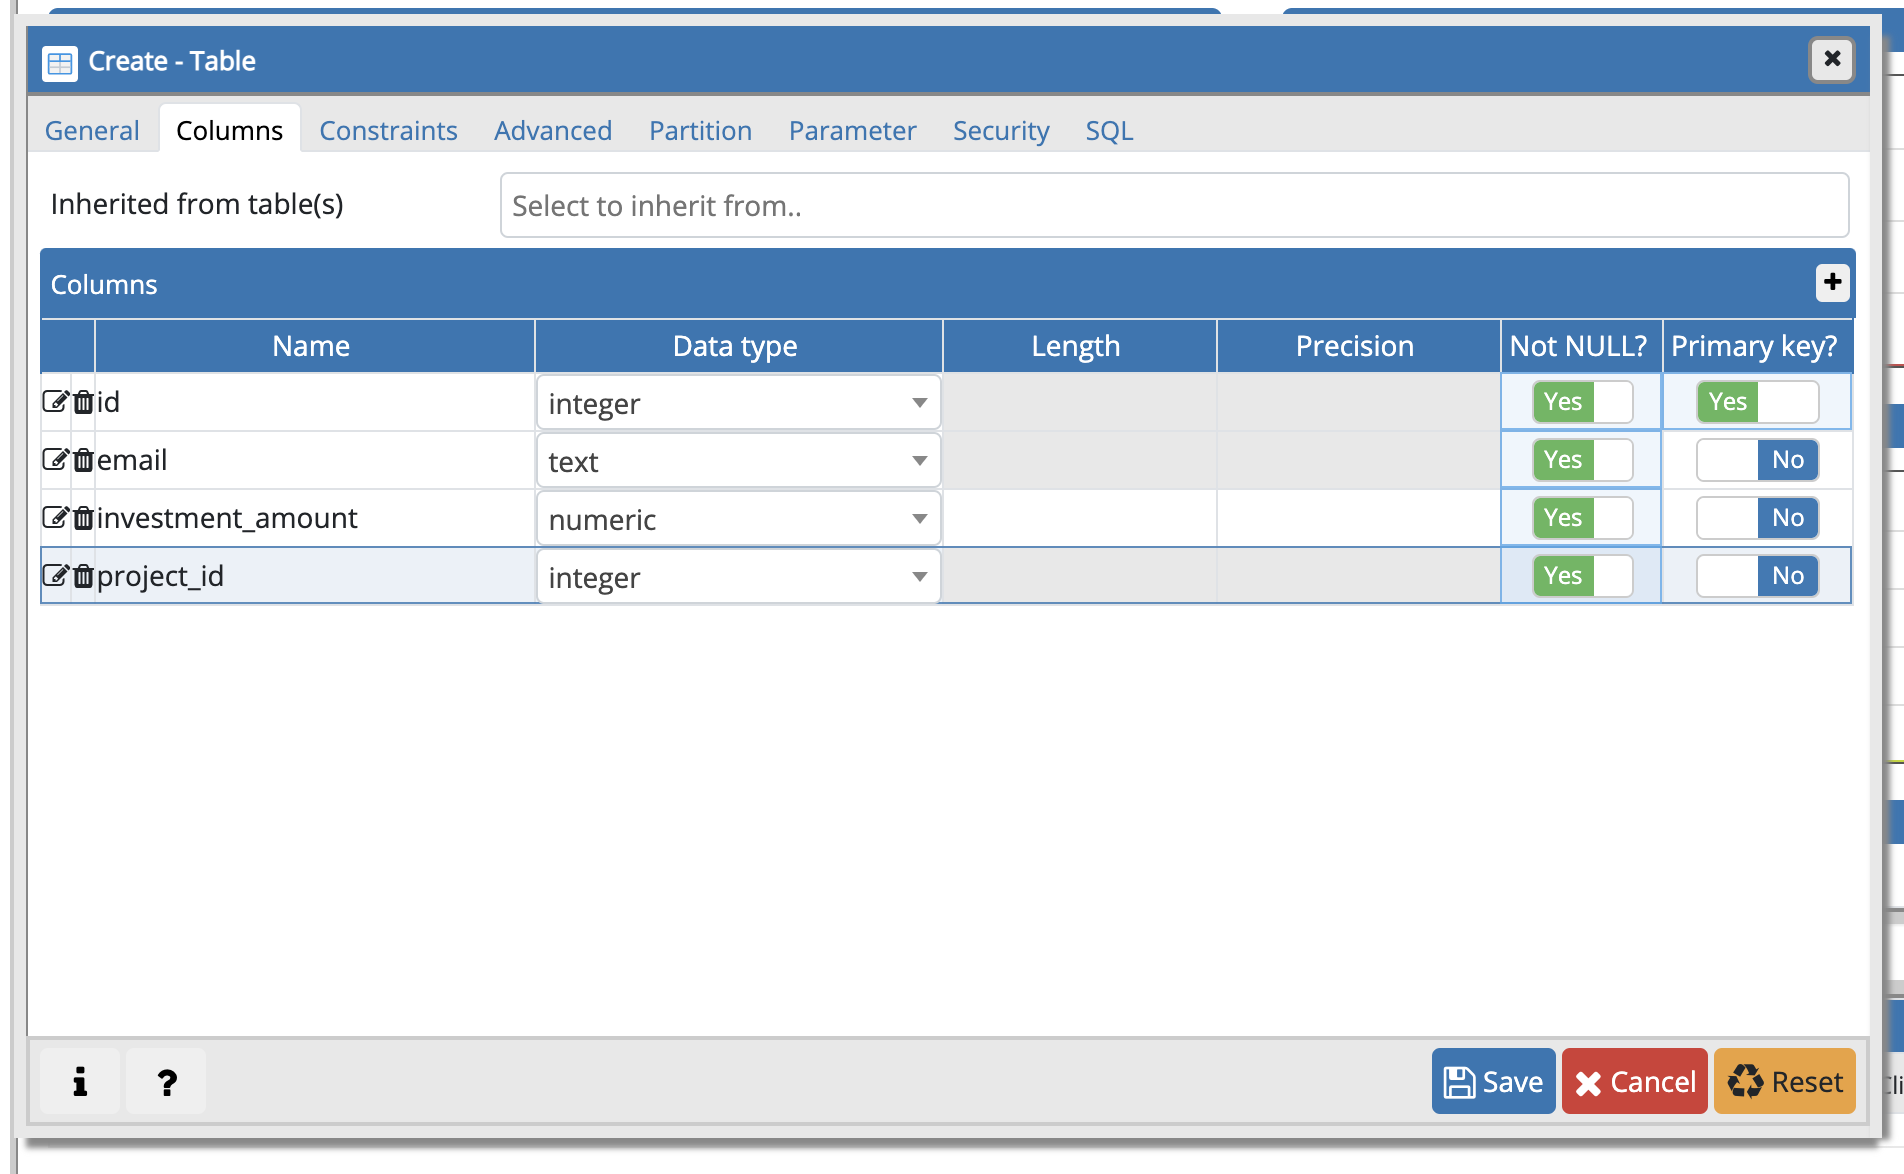 Create - Table
General Columns Constraints Advanced Partition Parameter Security SQL
Inherited from table(s) Select to inherit from..
Columns
Name Data type Length Precision Not NULL? Primary key?
id integer Yes Yes
email text Yes No
investment_amount numeric Yes No
project_id integer Yes No
Save Cancel Reset